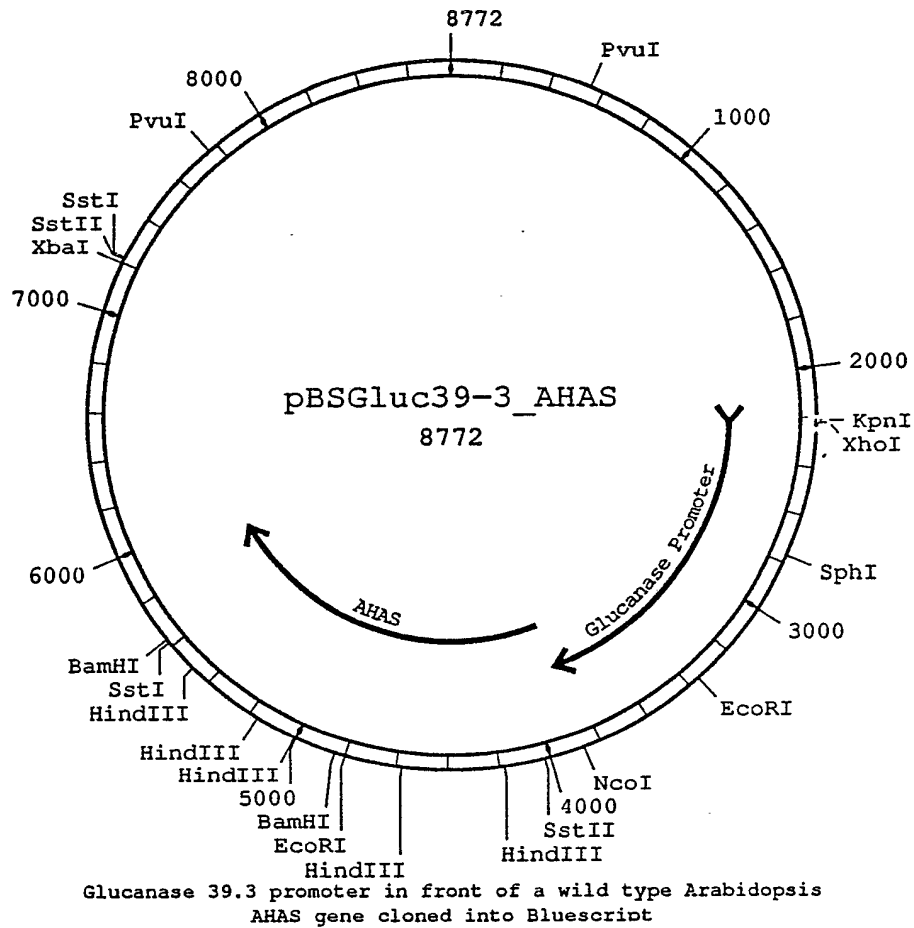 8772
PvuI
8000
PvuI
1000
SstI
SstII
XbaI
7000
2000
KpnI
XhoI
pBSGluc39-3_AHAS
8772
Glucanase Promoter
AHAS
6000
SphI
3000
BamHI
SstI
HindIII
EcoRI
HindIII
HindIII
5000
NcoI
4000
BamHI
SstII
EcoRI
HindIII
HindIII
Glucanase 39.3 promoter in front of a wild type Arabidopsis
AHAS gene cloned into Bluescript